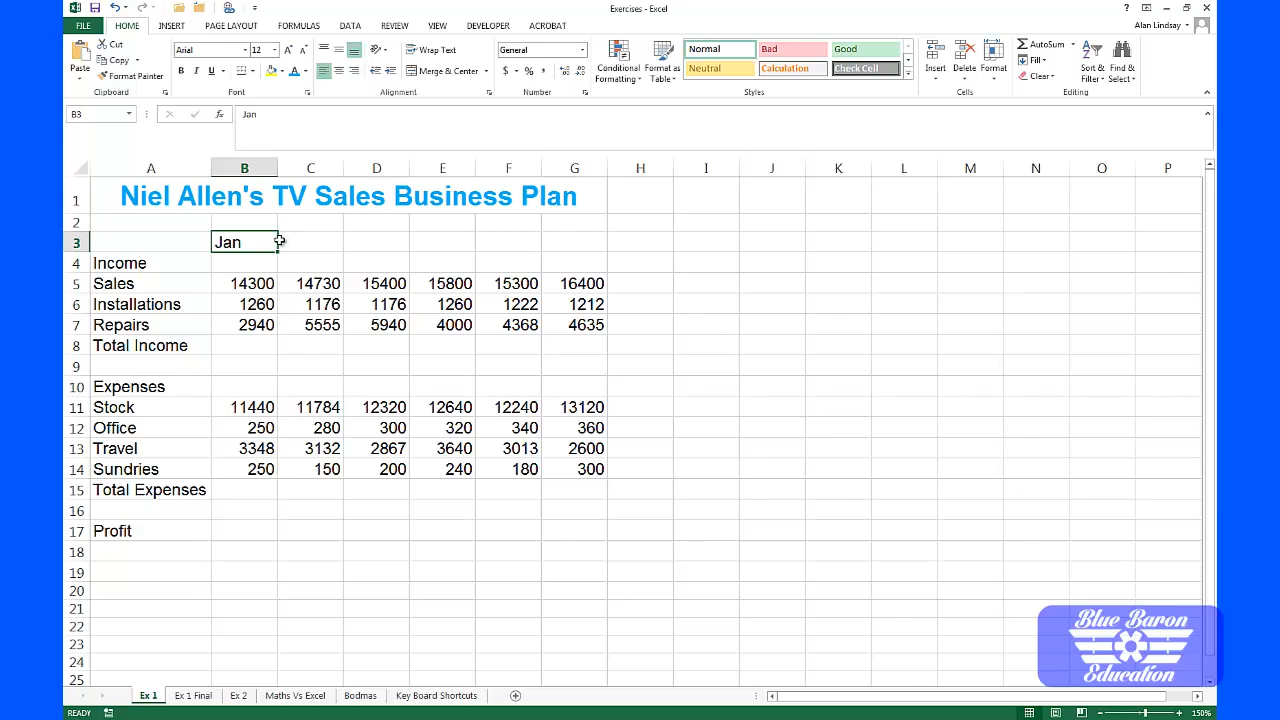 Exercises - Excel
FILE HOME INSERT PAGE LAYOUT FORMULAS DATA REVIEW VIEW DEVELOPER ACROBAT Alan Lindsay
Paste
Cut
Copy
Format Painter
Clipboard
Arial 12
B I U
Font
Wrap Text
Merge & Center
Alignment
General
$ % ,
Number
Conditional Formatting
Format as Table
Normal Bad Good
Neutral Calculation Check Cell
Styles
Insert Delete Format
Cells
AutoSum
Fill
Clear
Sort & Filter
Find & Select
Editing
B3 fx Jan
A B C D E F G H I J K L M N O P
1 Niel Allen's TV Sales Business Plan
2
3 Jan
4 Income
5 Sales 14300 14730 15400 15800 15300 16400
6 Installations 1260 1176 1176 1260 1222 1212
7 Repairs 2940 5555 5940 4000 4368 4635
8 Total Income
9
10 Expenses
11 Stock 11440 11784 12320 12640 12240 13120
12 Office 250 280 300 320 340 360
13 Travel 3348 3132 2867 3640 3013 2600
14 Sundries 250 150 200 240 180 300
15 Total Expenses
16
17 Profit
18
19
20
21
22
23
24
25
Blue Baron
Education
Ex 1 Ex 1 Final Ex 2 Maths Vs Excel Bodmas Key Board Shortcuts
READY 150%